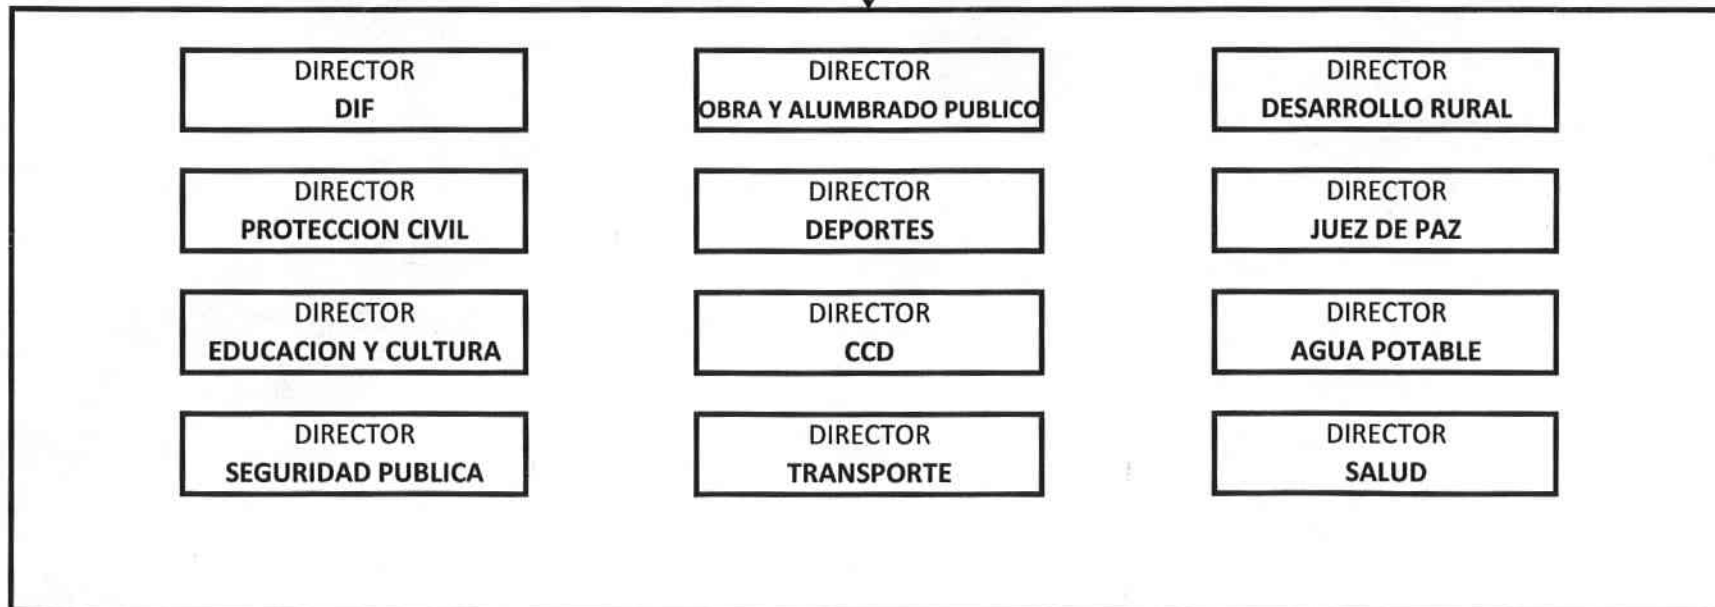 DIRECTOR
DIF
DIRECTOR
OBRA Y ALUMBRADO PUBLICO
DIRECTOR
DESARROLLO RURAL
DIRECTOR
PROTECCION CIVIL
DIRECTOR
DEPORTES
DIRECTOR
JUEZ DE PAZ
DIRECTOR
EDUCACION Y CULTURA
DIRECTOR
CCD
DIRECTOR
AGUA POTABLE
DIRECTOR
SEGURIDAD PUBLICA
DIRECTOR
TRANSPORTE
DIRECTOR
SALUD